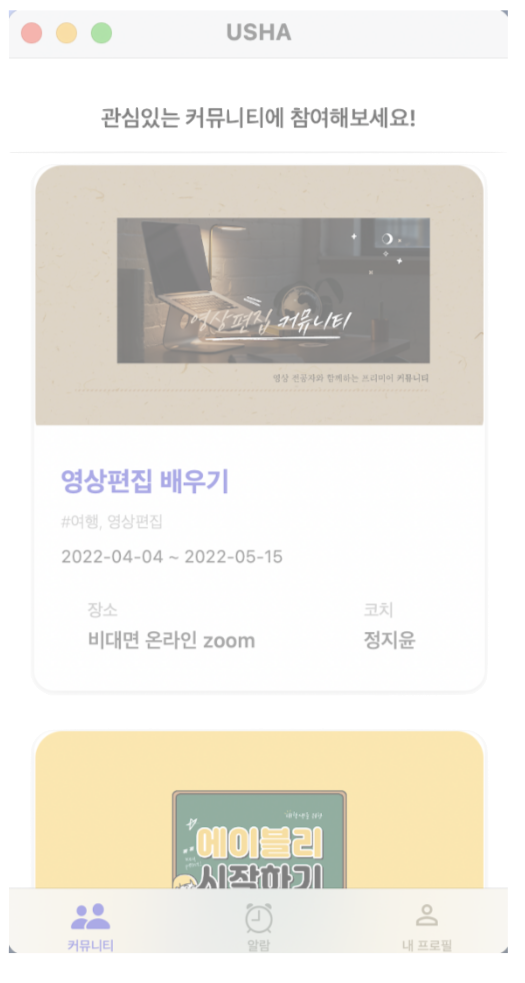 USHA
관심있는 커뮤니티에 참여해보세요!
영상편집 커뮤니티
영상 전공자와 함께하는 프리미어 커뮤니티
영상편집 배우기
#여행, 영상편집
2022-04-04 ~ 2022-05-15
장소
코치
비대면 온라인 zoom
정지윤
에이블리
시작하기
커뮤니티
알람
내 프로필